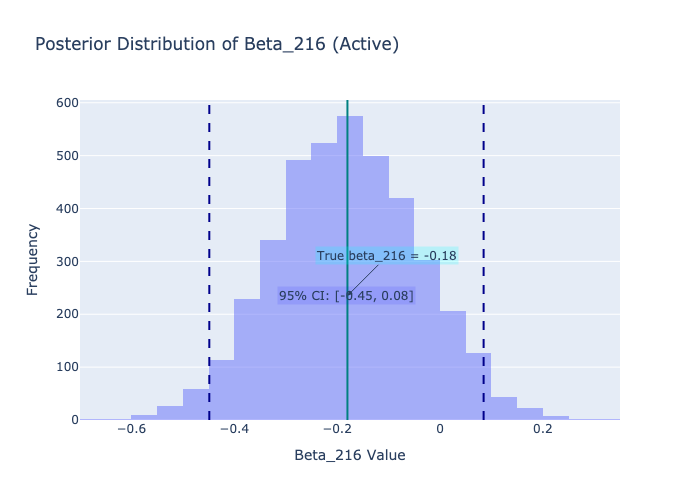 Posterior Distribution of Beta_216 (Active)
600
500
400
300
200
100
0
Frequency
True beta_216 = -0.18
95% CI: [-0.45, 0.08]
−0.6
−0.4
−0.2
0
0.2
Beta_216 Value